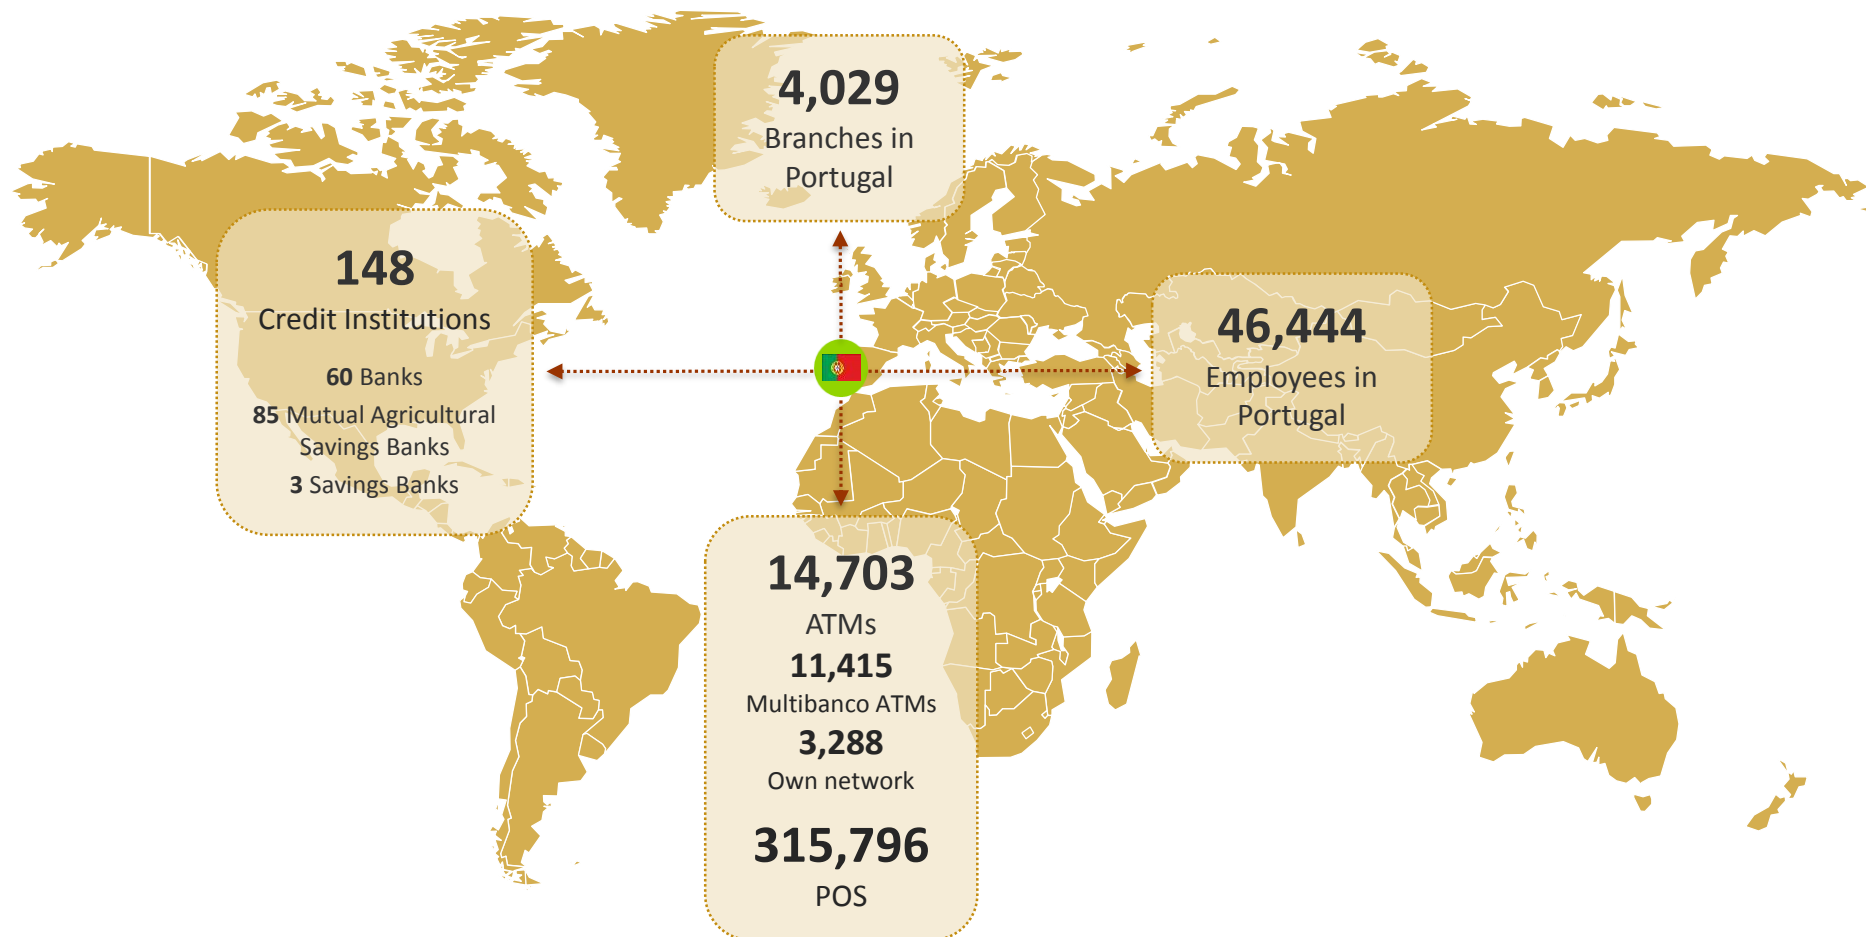 4,029
Branches in
Portugal
148
Credit Institutions
60 Banks
85 Mutual Agricultural
Savings Banks
3 Savings Banks
46,444
Employees in
Portugal
14,703
ATMs
11,415
Multibanco ATMs
3,288
Own network
315,796
POS